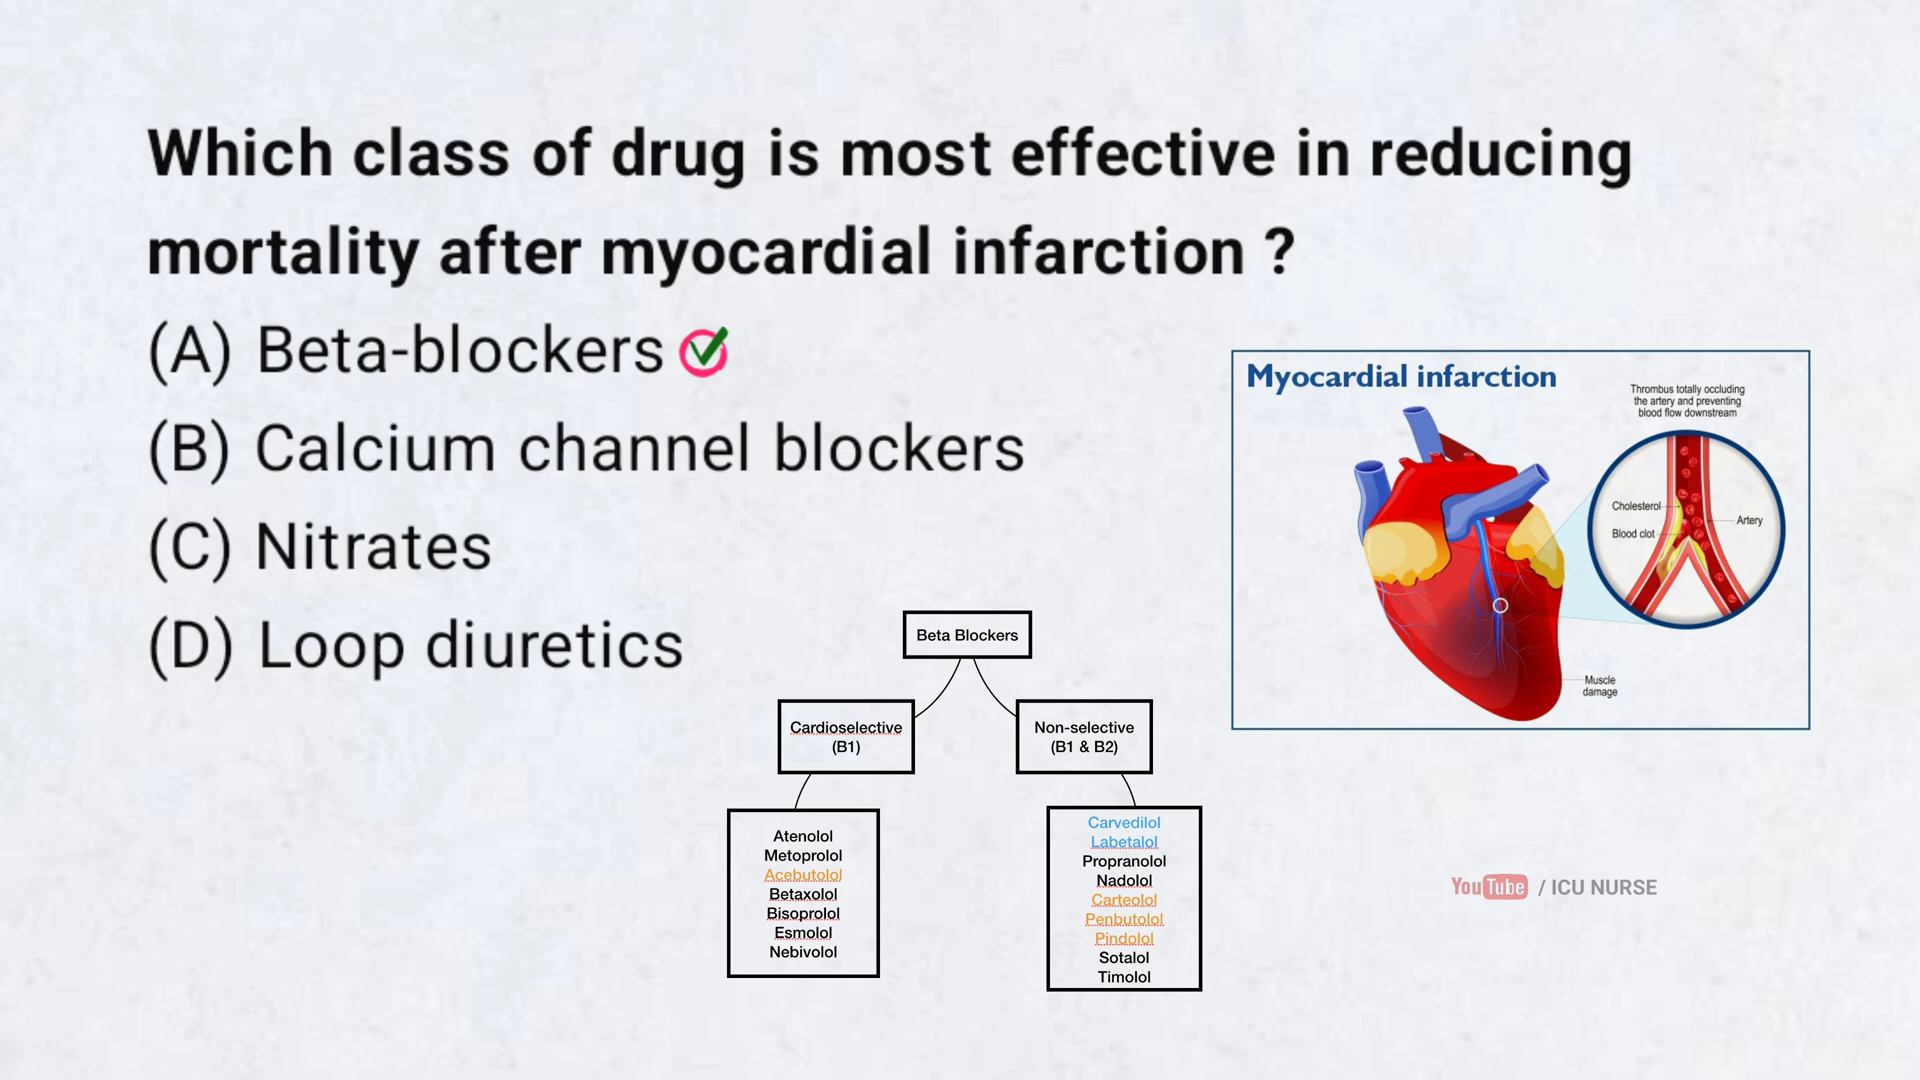 Which class of drug is most effective in reducing
mortality after myocardial infarction ?
(A) Beta-blockers
(B) Calcium channel blockers
(C) Nitrates
(D) Loop diuretics
Myocardial infarction
Thrombus totally occluding
the artery and preventing
blood flow downstream
Cholesterol
Blood clot
Artery
Muscle
damage
Beta Blockers
Cardioselective
(B1)
Non-selective
(B1 & B2)
Atenolol
Metoprolol
Acebutolol
Betaxolol
Bisoprolol
Esmolol
Nebivolol
Carvedilol
Labetalol
Propranolol
Nadolol
Carteolol
Penbutolol
Pindolol
Sotalol
Timolol
YouTube / ICU NURSE